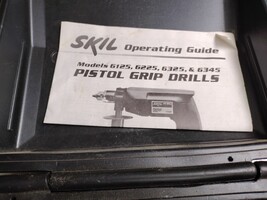 SKIL Operating Guide
Models 6125, 6225, 6325, & 6345
PISTOL GRIP DRILLS